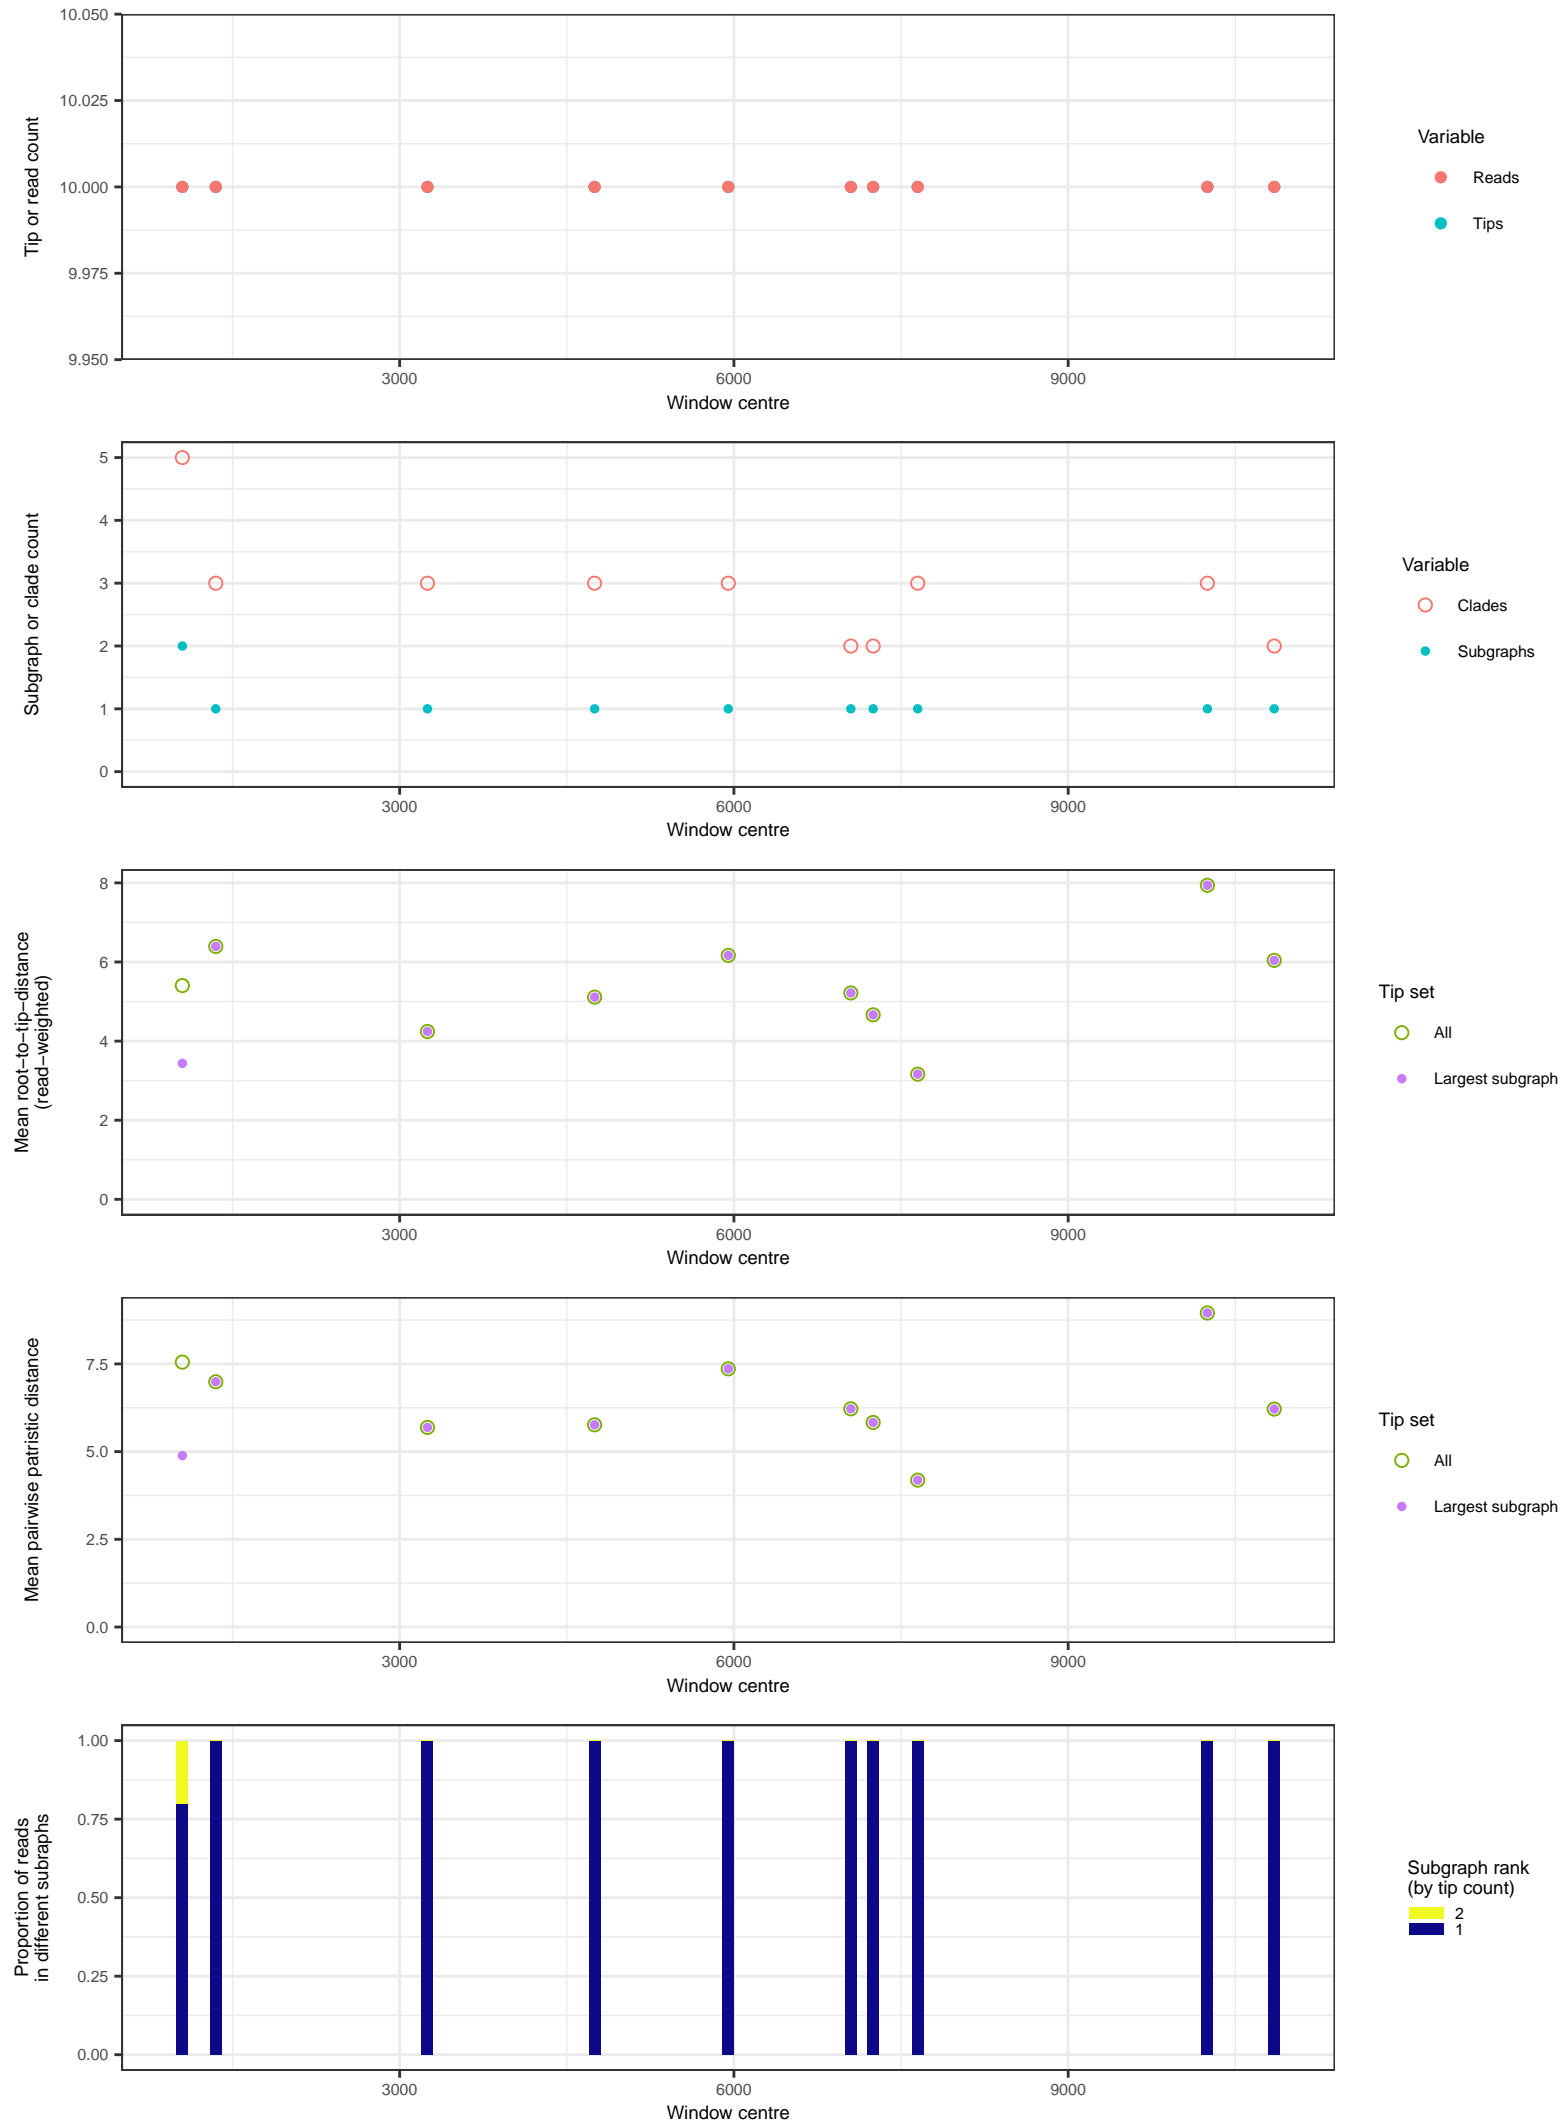 10.050
10.025
10.000
9.975
9.950
Tip or read count
3000
6000
9000
Window centre
Variable
Reads
Tips
5
4
3
2
1
0
Subgraph or clade count
3000
6000
9000
Window centre
Variable
Clades
Subgraphs
8
6
4
2
0
Mean root−to−tip−distance
(read−weighted)
3000
6000
9000
Window centre
Tip set
All
Largest subgraph
7.5
5.0
2.5
0.0
Mean pairwise patristic distance
3000
6000
9000
Window centre
Tip set
All
Largest subgraph
1.00
0.75
0.50
0.25
0.00
Proportion of reads
in different subraphs
3000
6000
9000
Window centre
Subgraph rank
(by tip count)
2
1